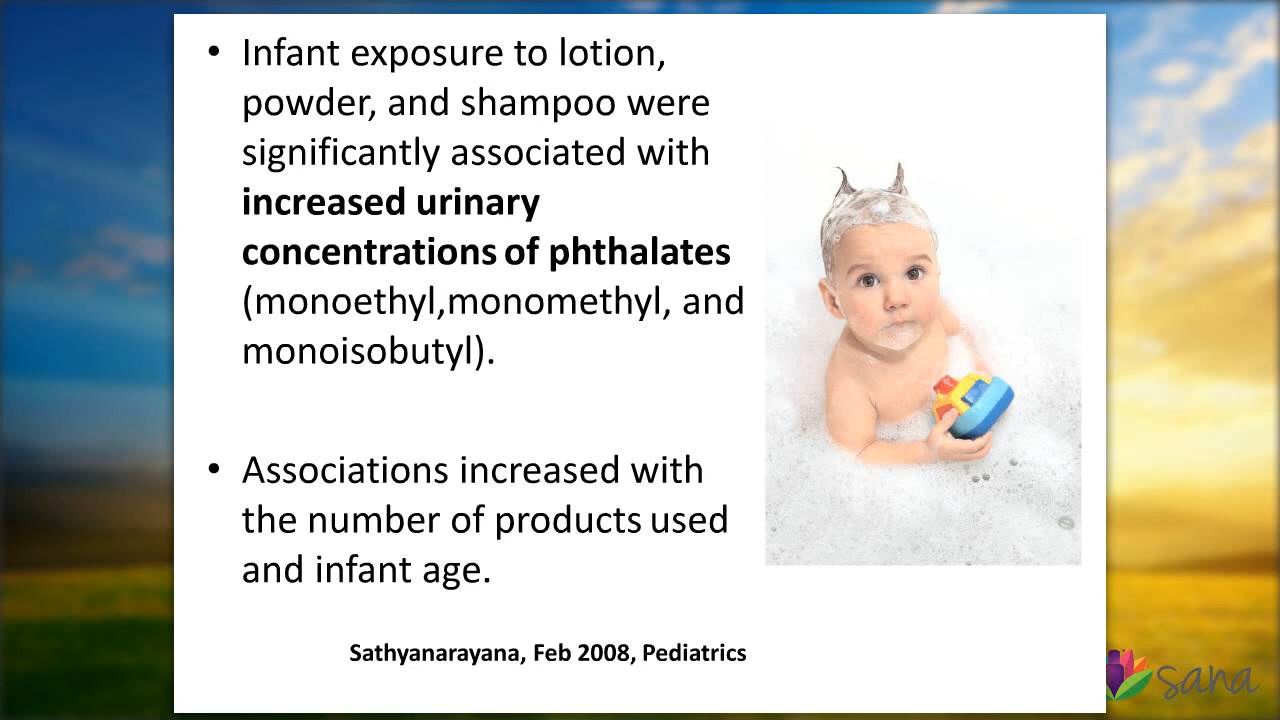 • Infant exposure to lotion,
powder, and shampoo were
significantly associated with
increased urinary
concentrations of phthalates
(monoethyl,monomethyl, and
monoisobutyl).
• Associations increased with
the number of products used
and infant age.
Sathyanarayana, Feb 2008, Pediatrics
sana